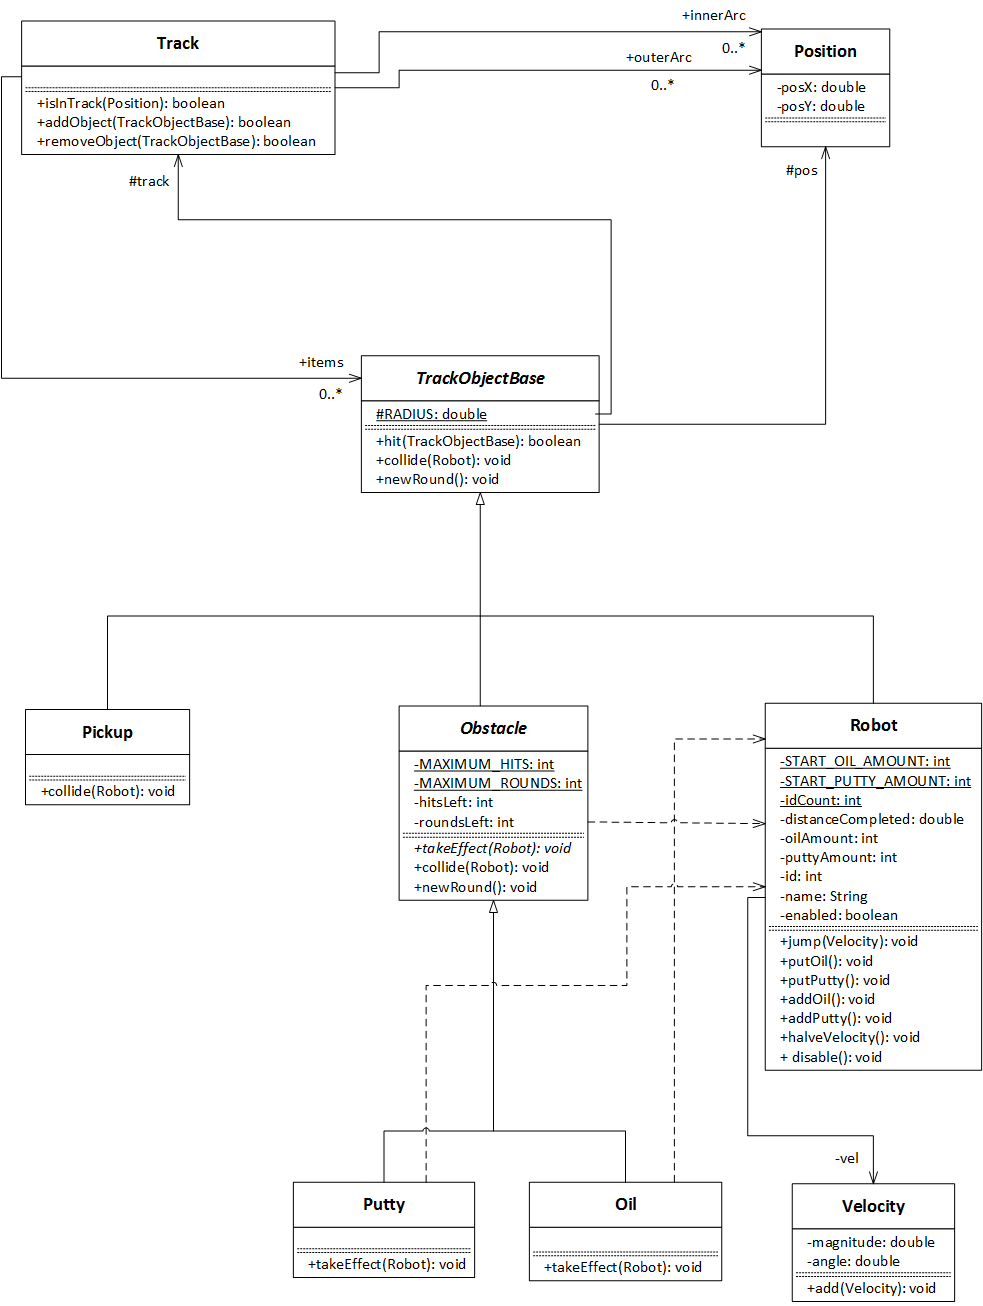 Track
+isInTrack(Position): boolean
+addObject(TrackObjectBase): boolean
+removeObject(TrackObjectBase): boolean
+innerArc
0..*
+outerArc
0..*
Position
-posX: double
-posY: double
#track
#pos
+items
0..*
TrackObjectBase
#RADIUS: double
+hit(TrackObjectBase): boolean
+collide(Robot): void
+newRound(): void
Pickup
+collide(Robot): void
Obstacle
-MAXIMUM_HITS: int
-MAXIMUM_ROUNDS: int
-hitsLeft: int
-roundsLeft: int
+takeEffect(Robot): void
+collide(Robot): void
+newRound(): void
Robot
-START_OIL_AMOUNT: int
-START_PUTTY_AMOUNT: int
-idCount: int
-distanceCompleted: double
-oilAmount: int
-puttyAmount: int
-id: int
-name: String
-enabled: boolean
+jump(Velocity): void
+putOil(): void
+putPutty(): void
+addOil(): void
+addPutty(): void
+halveVelocity(): void
+ disable(): void
-vel
Putty
+takeEffect(Robot): void
Oil
+takeEffect(Robot): void
Velocity
-magnitude: double
-angle: double
+add(Velocity): void